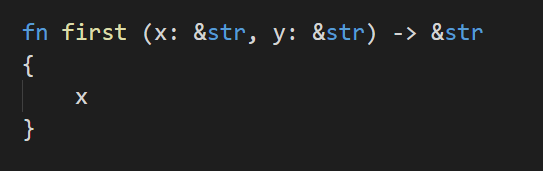 fn first (x: &str, y: &str) -> &str
{
    x
}